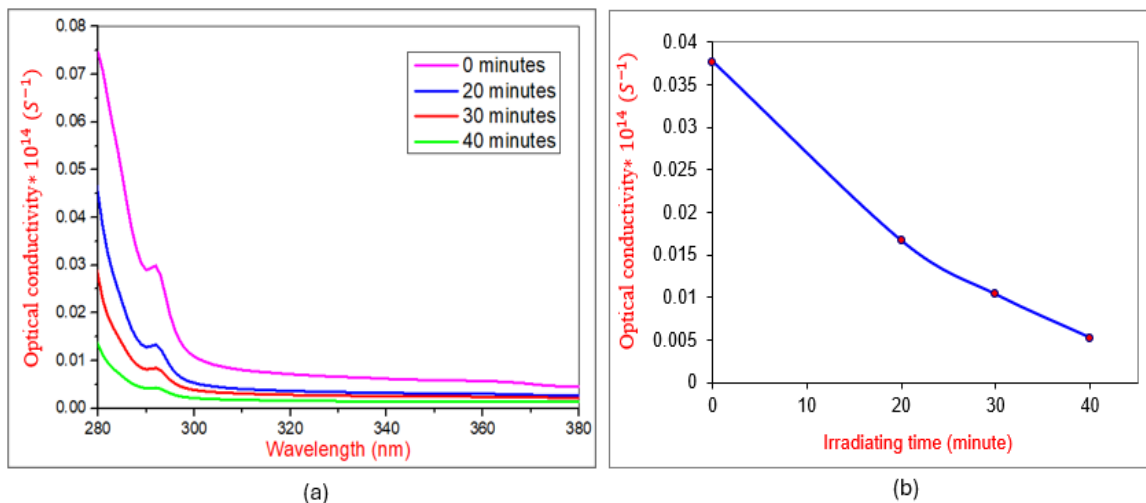 Optical conductivity* 10¹⁴ (S⁻¹)
0.08
0.07
0.06
0.05
0.04
0.03
0.02
0.01
0.00
0 minutes
20 minutes
30 minutes
40 minutes
280
300
320
340
360
380
Wavelength (nm)
(a)
Optical conductivity* 10¹⁴ (S⁻¹)
0.04
0.035
0.03
0.025
0.02
0.015
0.01
0.005
0
0
20
30
40
Irradiating time (minute)
(b)